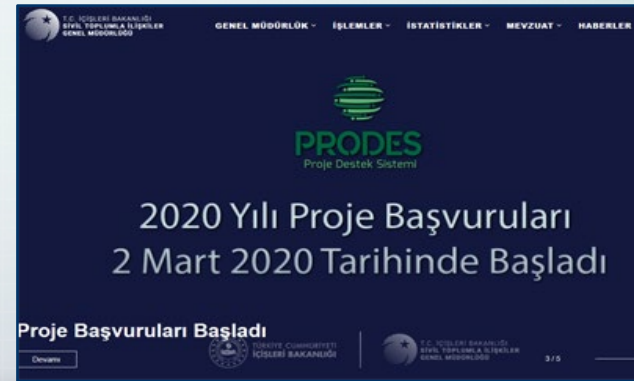 T.C. İÇİŞLERİ BAKANLIĞI
SİVİL TOPLUMLA İLİŞKİLER
GENEL MÜDÜRLÜĞÜ
GENEL MÜDÜRLÜK
İŞLEMLER
İSTATİSTİKLER
MEVZUAT
HABERLER
PRODES
Proje Destek Sistemi
2020 Yılı Proje Başvuruları
2 Mart 2020 Tarihinde Başladı
Proje Başvuruları Başladı
Devamı
TÜRKİYE CUMHURİYETİ
İÇİŞLERİ BAKANLIĞI
T.C. İÇİŞLERİ BAKANLIĞI
SİVİL TOPLUMLA İLİŞKİLER
GENEL MÜDÜRLÜĞÜ
3/5